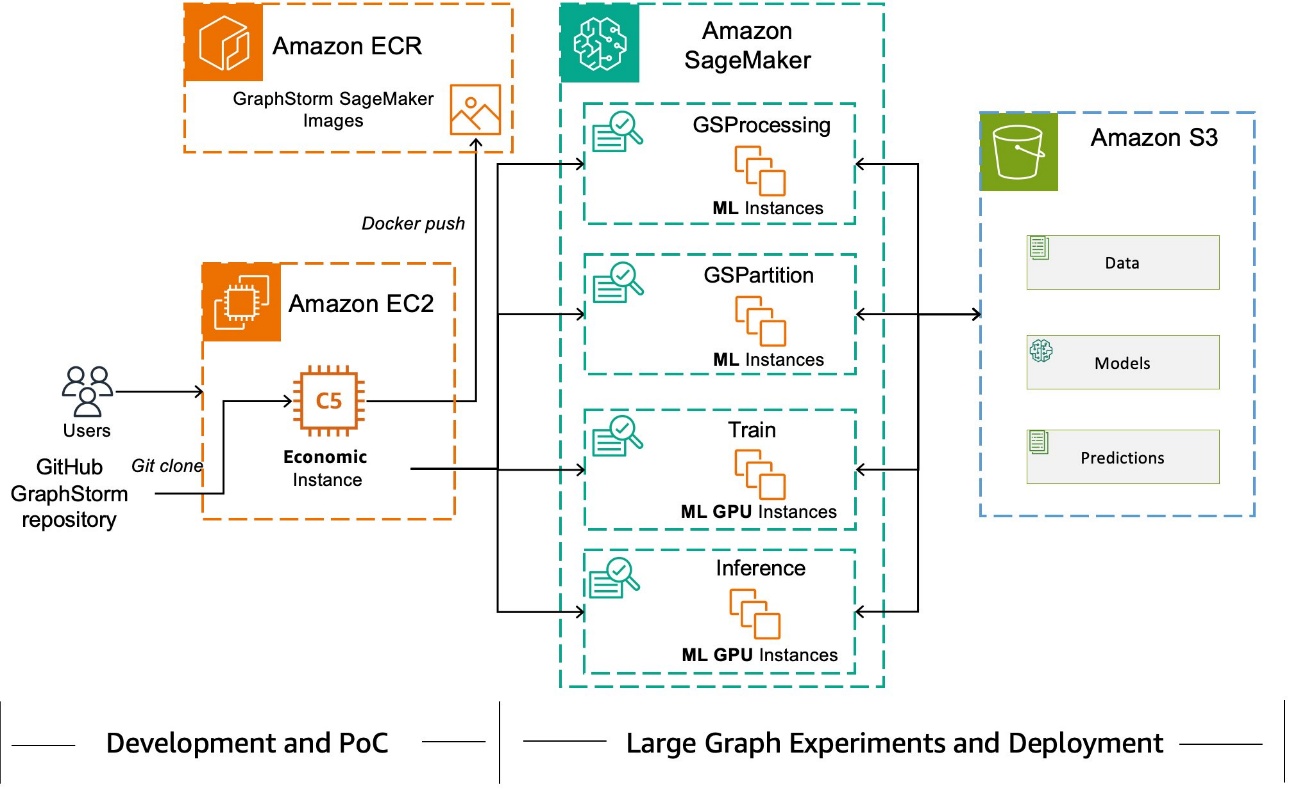 Amazon ECR
GraphStorm SageMaker
Images
Docker push
Amazon EC2
C5
Economic
Instance
Users
Git clone
GitHub
GraphStorm
repository
Amazon
SageMaker
GSProcessing
ML Instances
GSPartition
ML Instances
Train
ML GPU Instances
Inference
ML GPU Instances
Amazon S3
Data
Models
Predictions
Development and PoC
Large Graph Experiments and Deployment